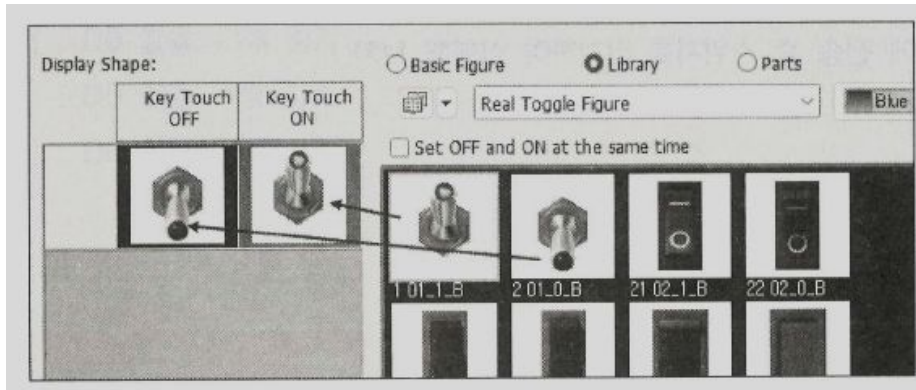 Display Shape:
Basic Figure
Library
Parts
Key Touch OFF
Key Touch ON
Real Toggle Figure
Blue
Set OFF and ON at the same time
1 01_1_B
2 01_0_B
21 02_1_B
22 02_0_B